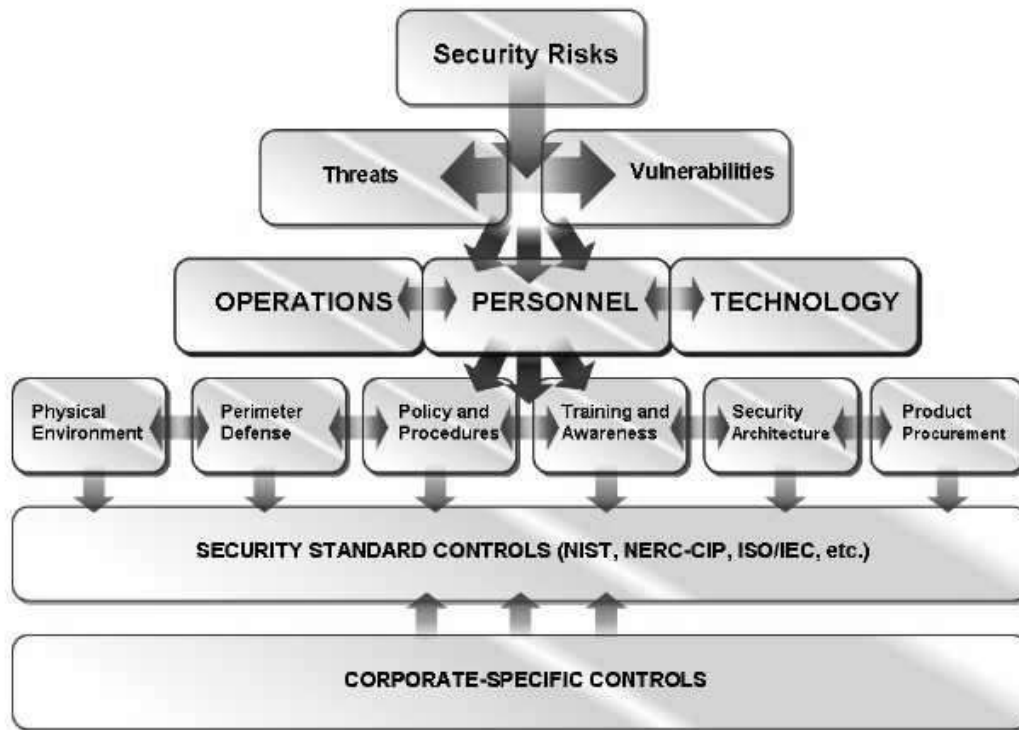 Security Risks
Threats
Vulnerabilities
OPERATIONS
PERSONNEL
TECHNOLOGY
Physical
Environment
Perimeter
Defense
Policy and
Procedures
Training and
Awareness
Security
Architecture
Product
Procurement
SECURITY STANDARD CONTROLS (NIST, NERC-CIP, ISO/IEC, etc.)
CORPORATE-SPECIFIC CONTROLS